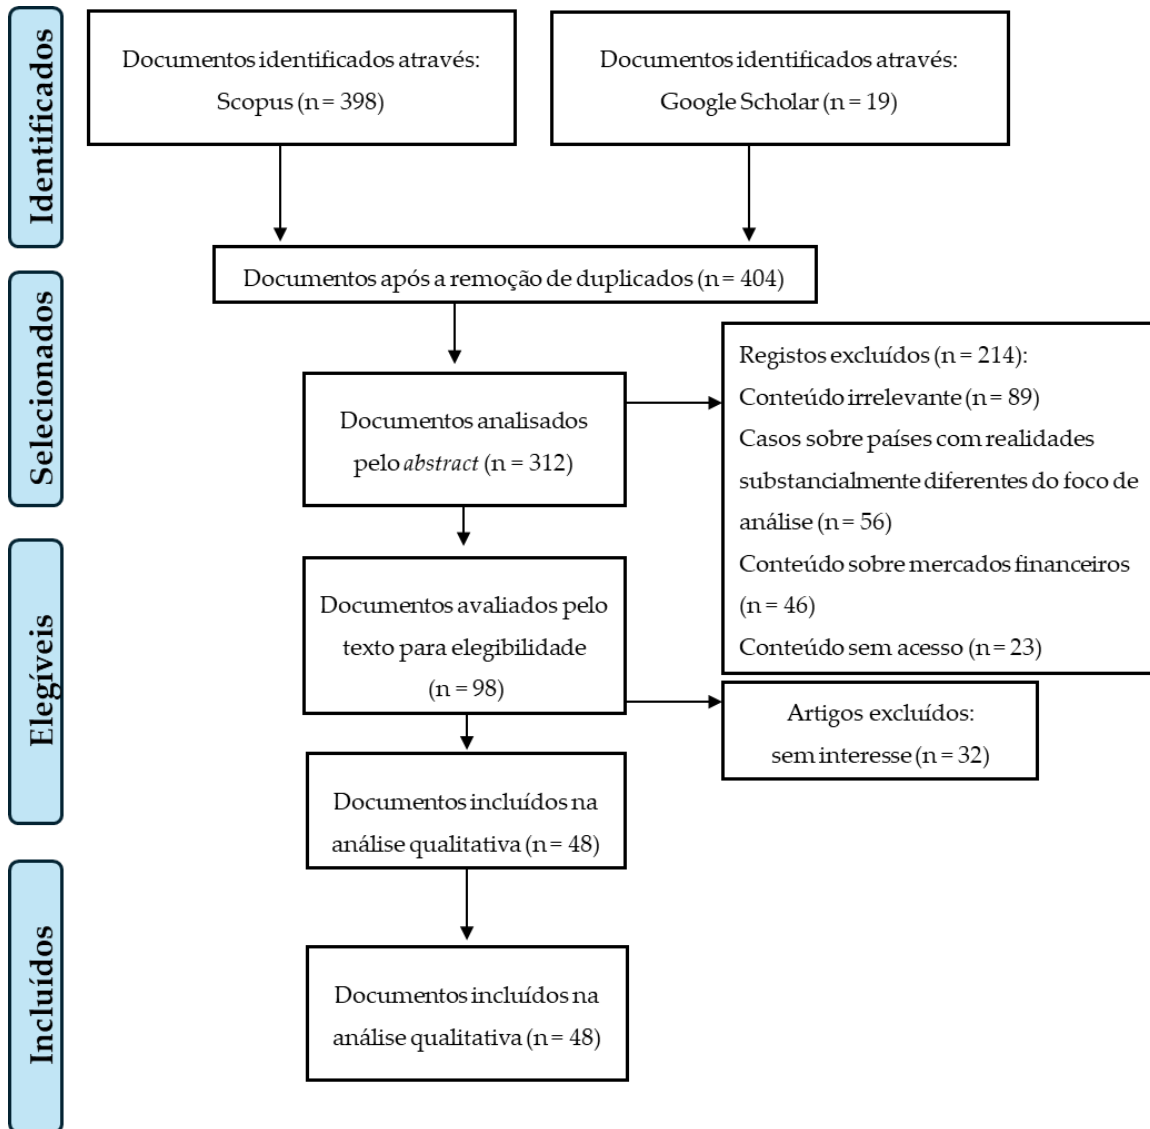 Identificados
Documentos identificados através:
Scopus (n = 398)
Documentos identificados através:
Google Scholar (n = 19)
Documentos após a remoção de duplicados (n = 404)
Selecionados
Documentos analisados
pelo abstract (n = 312)
Registos excluídos (n = 214):
Conteúdo irrelevante (n = 89)
Casos sobre países com realidades
substancialmente diferentes do foco de
análise (n = 56)
Conteúdo sobre mercados financeiros
(n = 46)
Conteúdo sem acesso (n = 23)
Elegíveis
Documentos avaliados pelo
texto para elegibilidade
(n = 98)
Artigos excluídos:
sem interesse (n = 32)
Documentos incluídos na
análise qualitativa (n = 48)
Incluídos
Documentos incluídos na
análise qualitativa (n = 48)